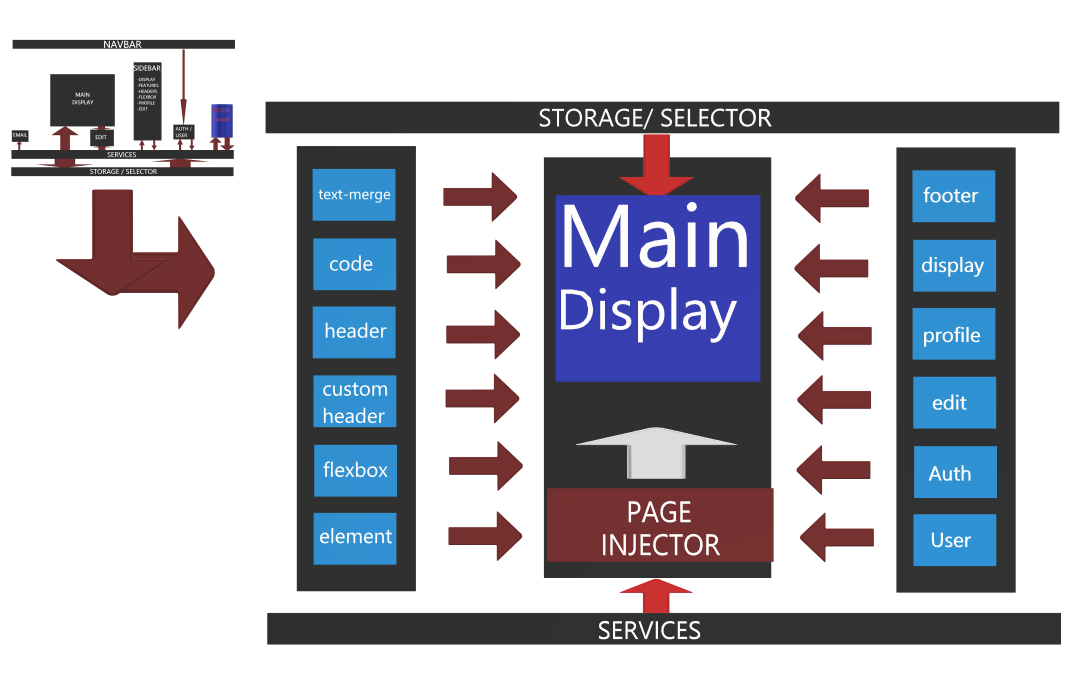 NAVBAR
SIDEBAR
-DISPLAY
-FEATURES
-HEADERS
-FLEXBOX
-PROFILE
-EDIT
MAIN
DISPLAY
EMAIL
EDIT
AUTH /
USER
SERVICES
STORAGE / SELECTOR
STORAGE/ SELECTOR
text-merge
code
header
custom
header
flexbox
element
Main
Display
PAGE
INJECTOR
footer
display
profile
edit
Auth
User
SERVICES